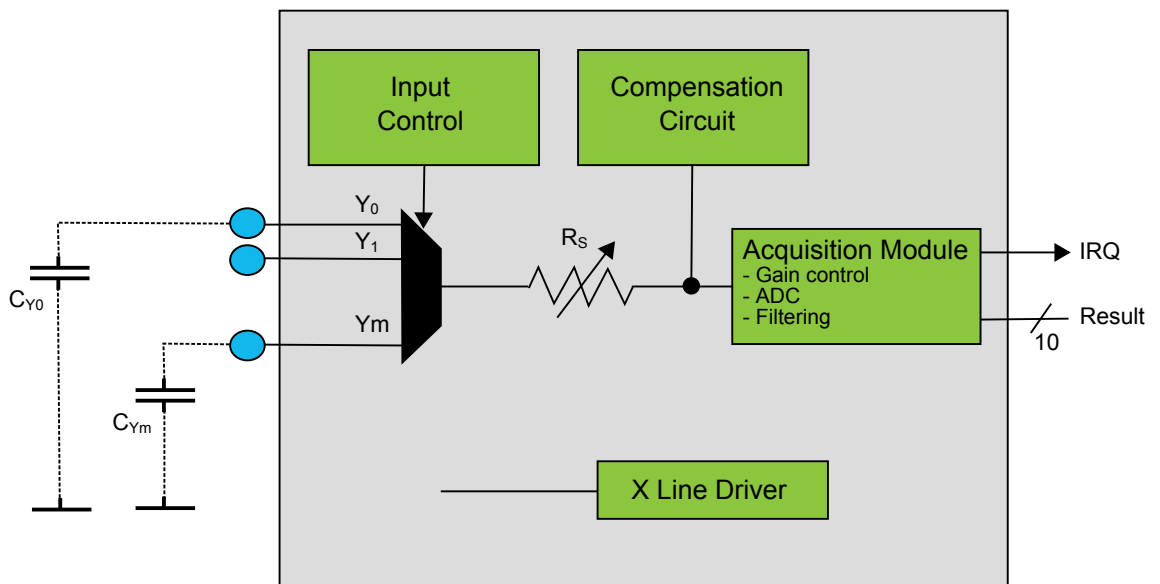 Input
Control
Compensation
Circuit
Y0
Y1
Ym
RS
Acquisition Module
- Gain control
- ADC
- Filtering
IRQ
Result
10
CY0
CYm
X Line Driver